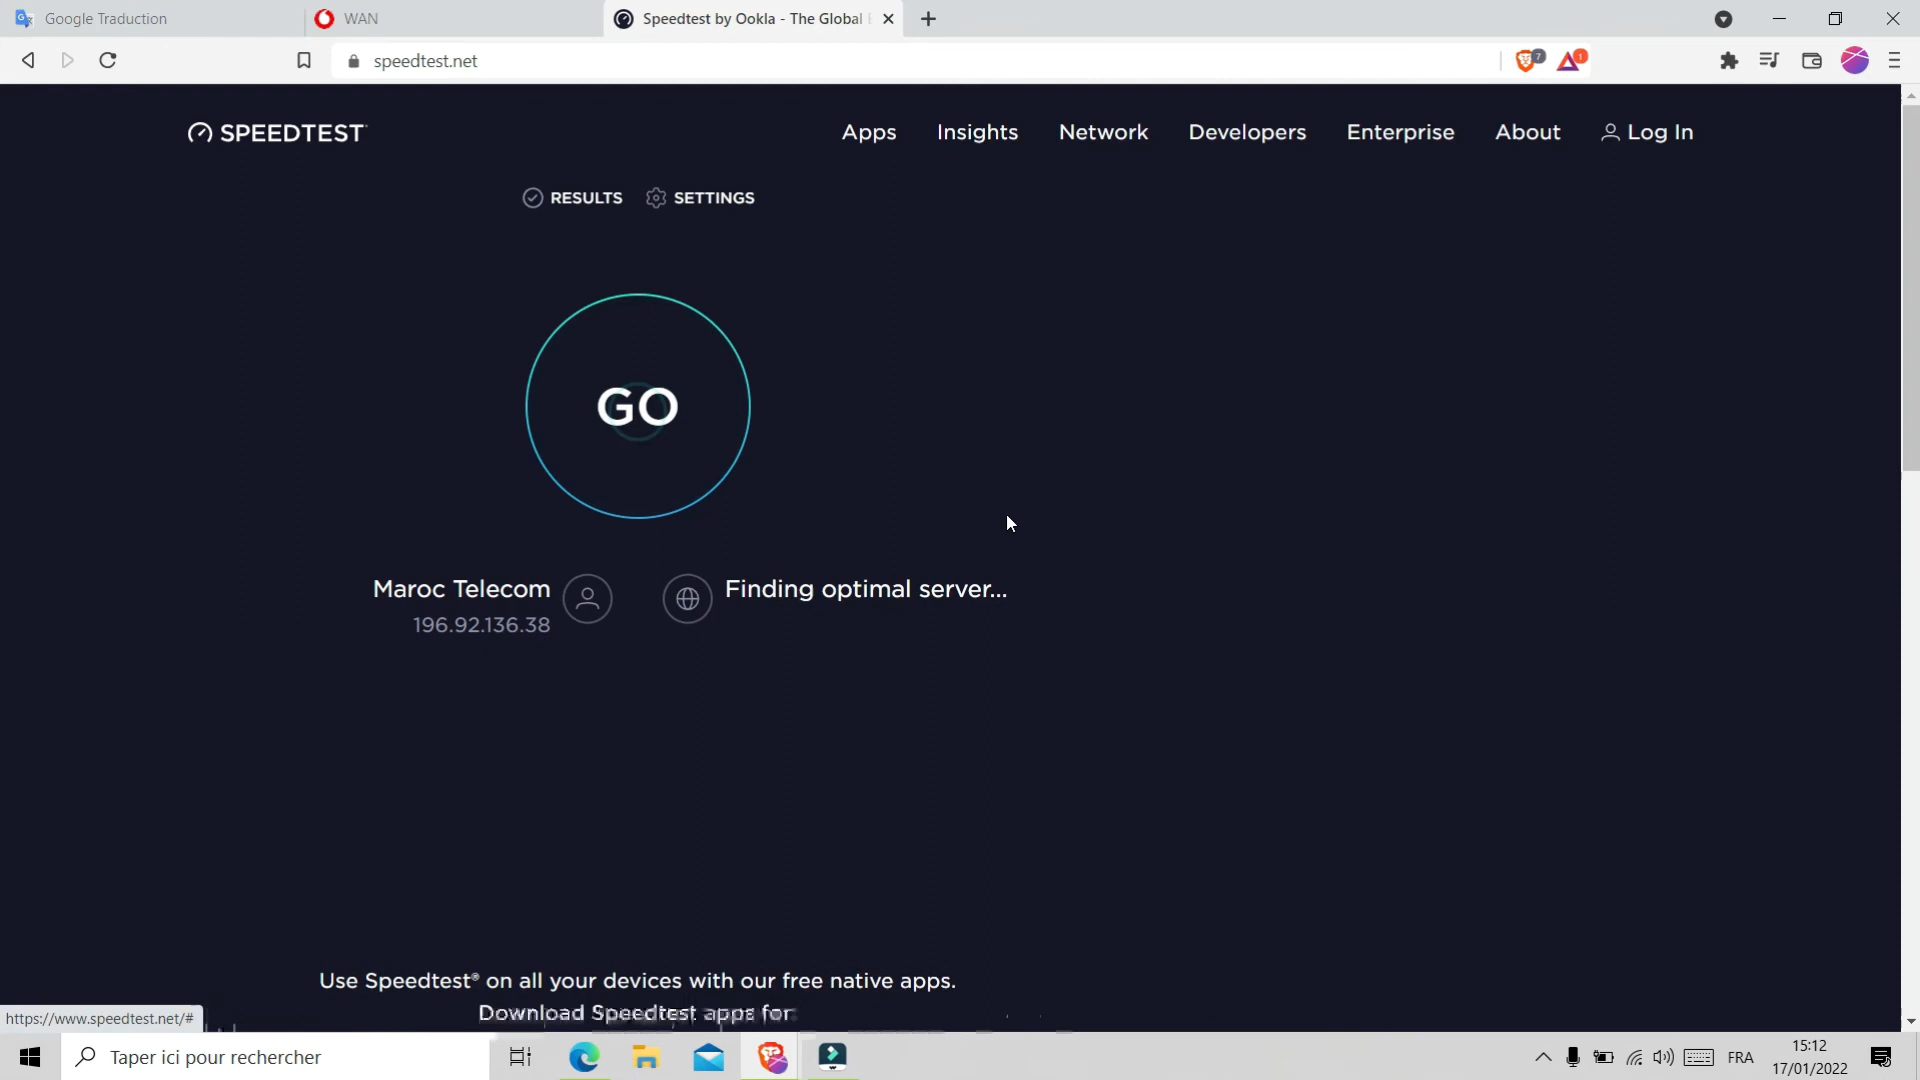 Google Traduction
WAN
Speedtest by Ookla - The Global
speedtest.net
7
1
SPEEDTEST
Apps
Insights
Network
Developers
Enterprise
About
Log In
RESULTS
SETTINGS
GO
Maroc Telecom
196.92.136.38
Finding optimal server...
Use Speedtest® on all your devices with our free native apps.
Download Speedtest apps for:
https://www.speedtest.net/#
Taper ici pour rechercher
FRA
15:12
17/01/2022